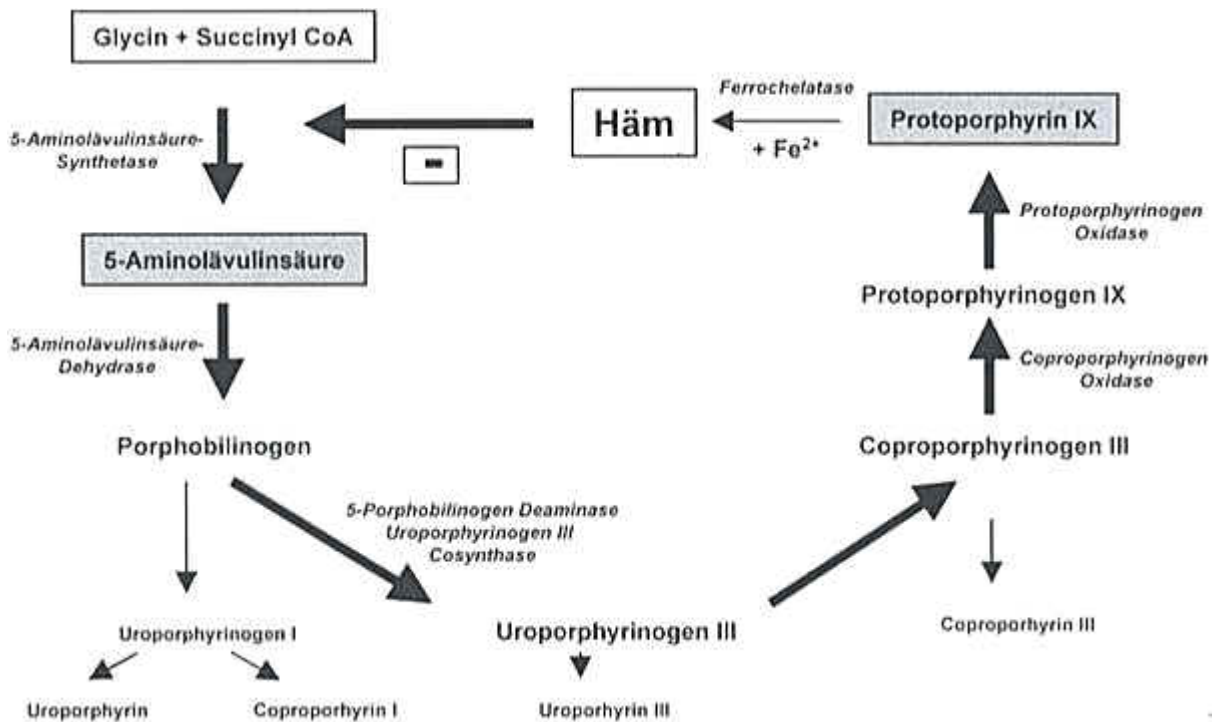 Glycin + Succinyl CoA
5-Aminolävulinsäure-
Synthetase
-
Häm
Ferrochelatase
+ Fe²⁺
Protoporphyrin IX
5-Aminolävulinsäure
Protoporphyrinogen
Oxidase
Protoporphyrinogen IX
5-Aminolävulinsäure-
Dehydrase
Coproporphyrinogen
Oxidase
Porphobilinogen
Coproporphyrinogen III
5-Porphobilinogen Deaminase
Uroporphyrinogen III
Cosynthase
Uroporphyrinogen I
Uroporphyrinogen III
Coproporhyrin III
Uroporphyrin
Coproporhyrin I
Uroporhyrin III